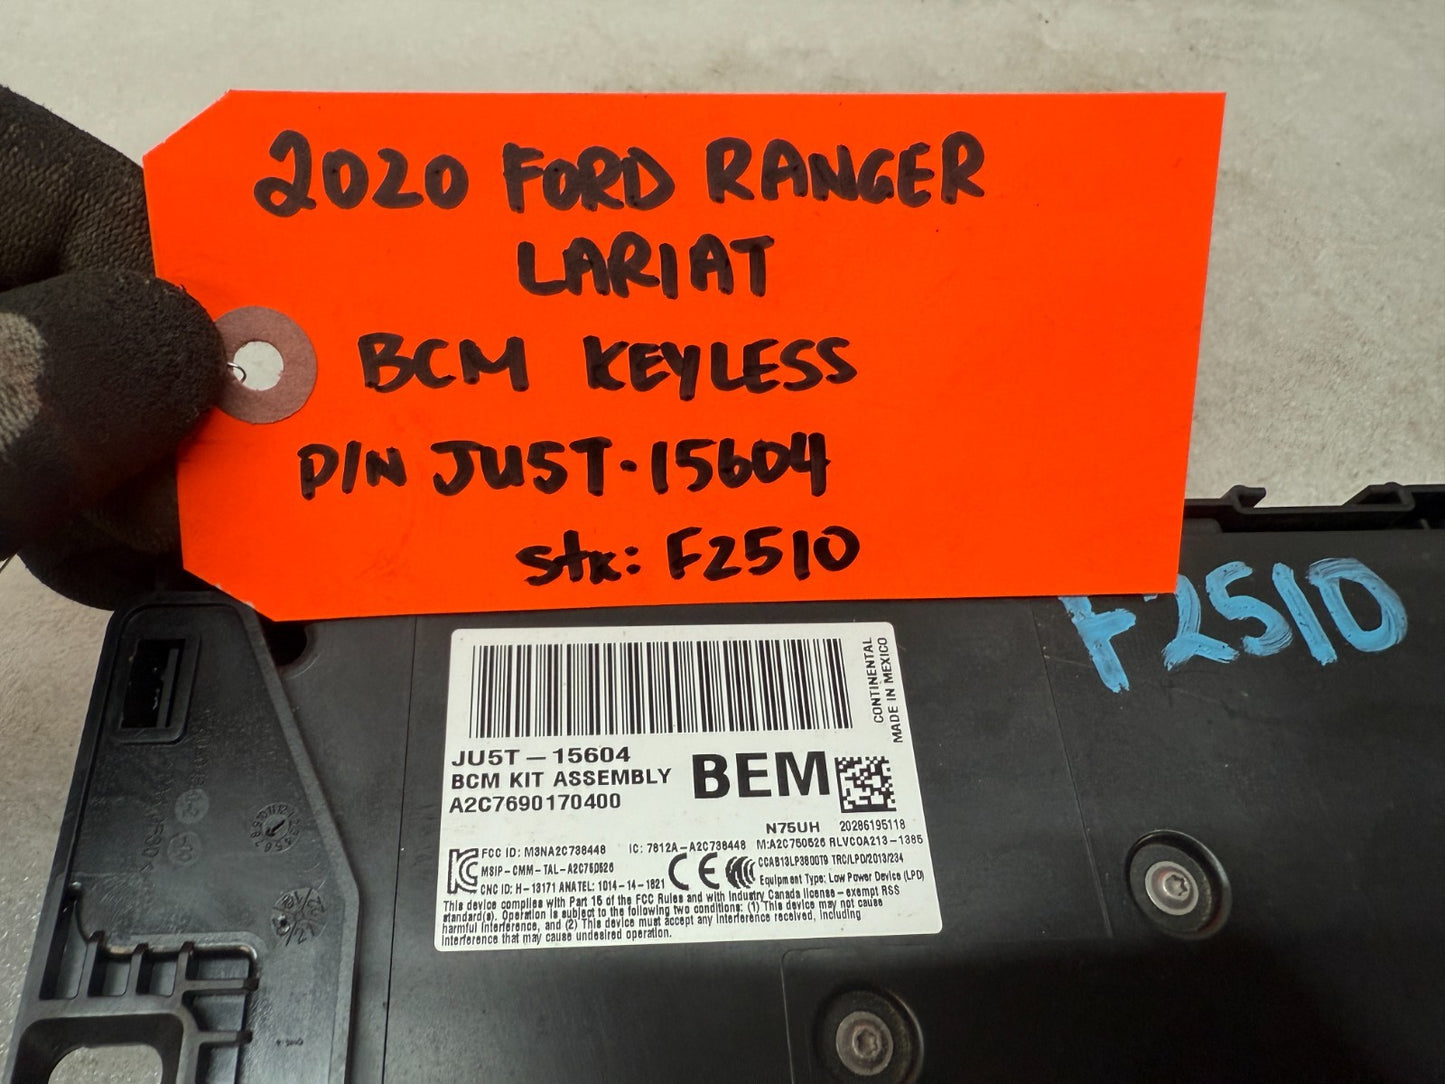 2020 FORD RANGER
LARIAT
BCM KEYLESS
P/N JU5T-15604
Stk: F2510
F2510
CONTINENTAL
MADE IN MEXICO
JU5T-15604
BCM KIT ASSEMBLY
A2C7690170400
BEM
N75UH 20286195118
FCC ID: M3NA2C738448 IC: 7812A-A2C738448 M:A2C750526 RLVCOA213-1385
MSIP-CMM-TAL-A2C750526
CE
CCAB13LP3800T9 TRC/LPD/2013/234
CNC ID: H-13171 ANATEL: 1014-14-1821
Equipment Type: Low Power Device (LPD)
This device complies with Part 15 of the FCC Rules and with Industry Canada license-exempt RSS
standard(s). Operation is subject to the following two conditions: (1) This device may not cause
harmful interference, and (2) This device must accept any interference received, including
interference that may cause undesired operation.